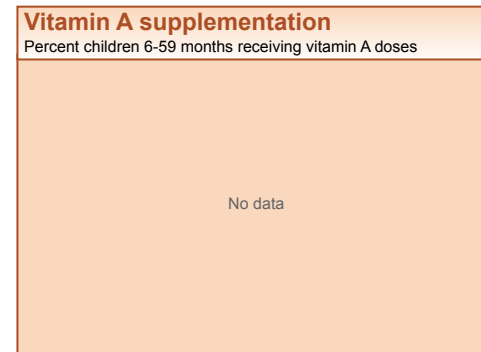 Vitamin A supplementation
Percent children 6-59 months receiving vitamin A doses
No data